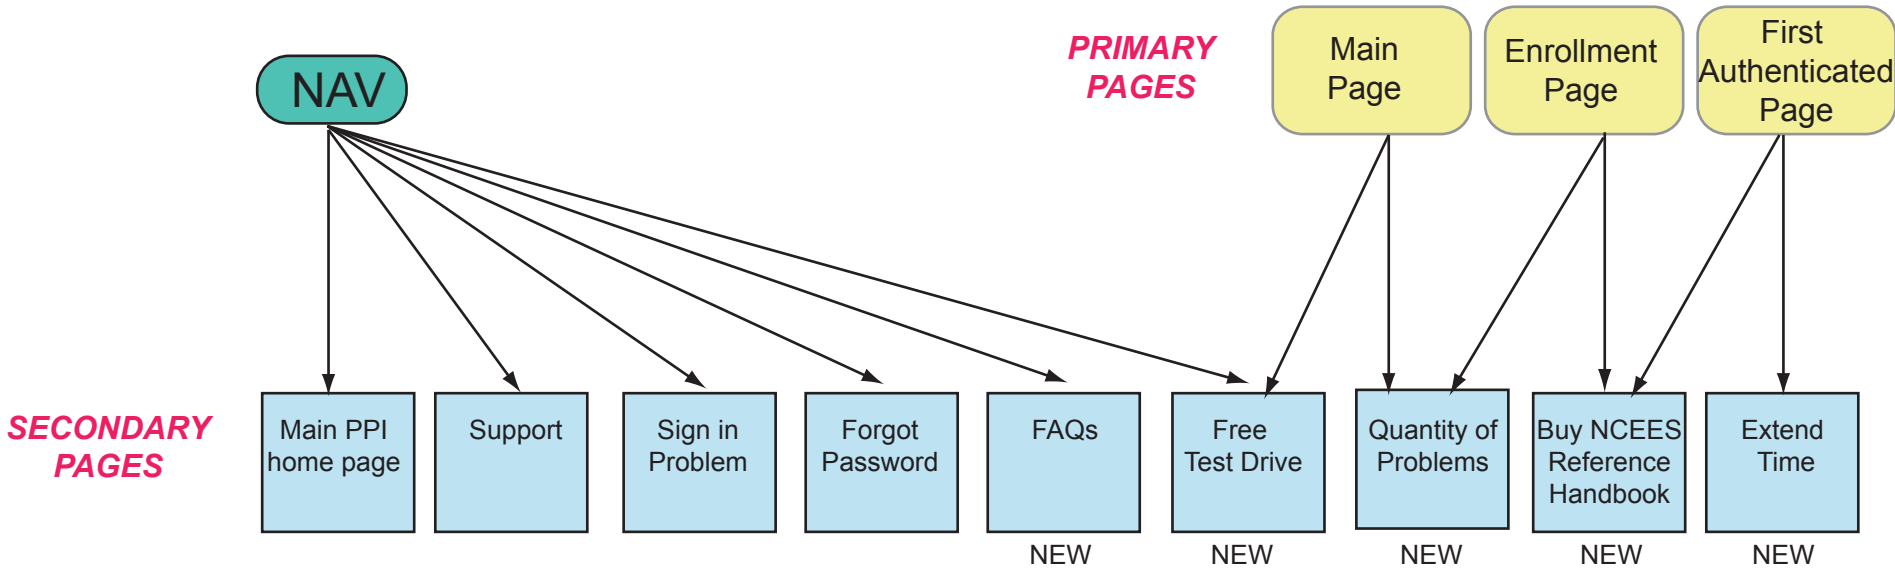 NAV
PRIMARY
PAGES
Main
Page
Enrollment
Page
First
Authenticated
Page
SECONDARY
PAGES
Main PPI
home page
Support
Sign in
Problem
Forgot
Password
FAQs
Free
Test Drive
Quantity of
Problems
Buy NCEES
Reference
Handbook
Extend
Time
NEW
NEW
NEW
NEW
NEW